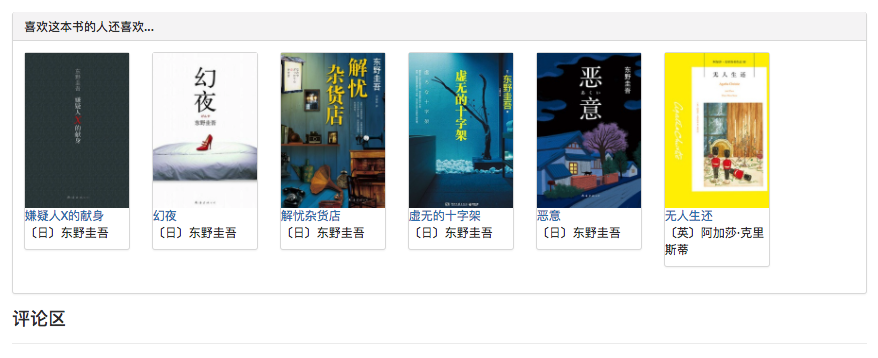 喜欢这本书的人还喜欢...
东野圭吾 嫌疑人X的献身
幻夜
东野圭吾
解忧杂货店
东野圭吾
虚无的十字架
东野圭吾
恶意
东野圭吾
无人生还
嫌疑人X的献身
〔日〕东野圭吾
幻夜
〔日〕东野圭吾
解忧杂货店
〔日〕东野圭吾
虚无的十字架
〔日〕东野圭吾
恶意
〔日〕东野圭吾
无人生还
〔英〕阿加莎·克里
斯蒂
评论区